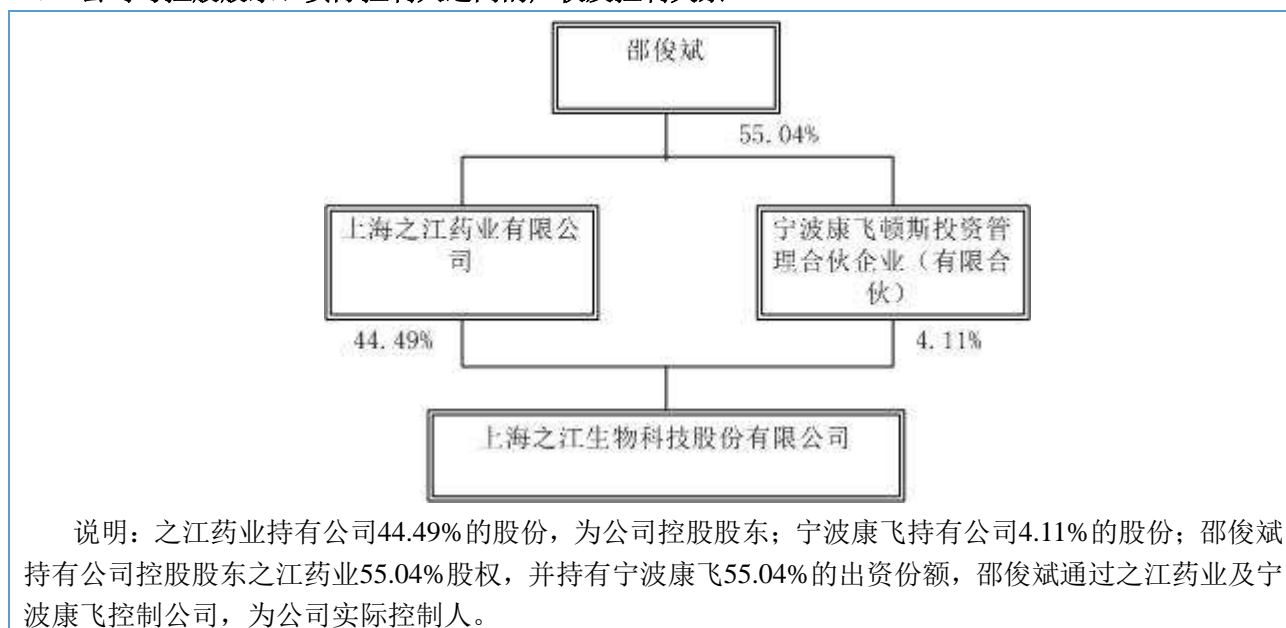 邵俊斌
55.04%
上海之江药业有限公
司
宁波康飞顿斯投资管
理合伙企业（有限合
伙）
44.49%
4.11%
上海之江生物科技股份有限公司
说明：之江药业持有公司44.49%的股份，为公司控股股东；宁波康飞持有公司4.11%的股份；邵俊斌
持有公司控股股东之江药业55.04%股权，并持有宁波康飞55.04%的出资份额，邵俊斌通过之江药业及宁
波康飞控制公司，为公司实际控制人。